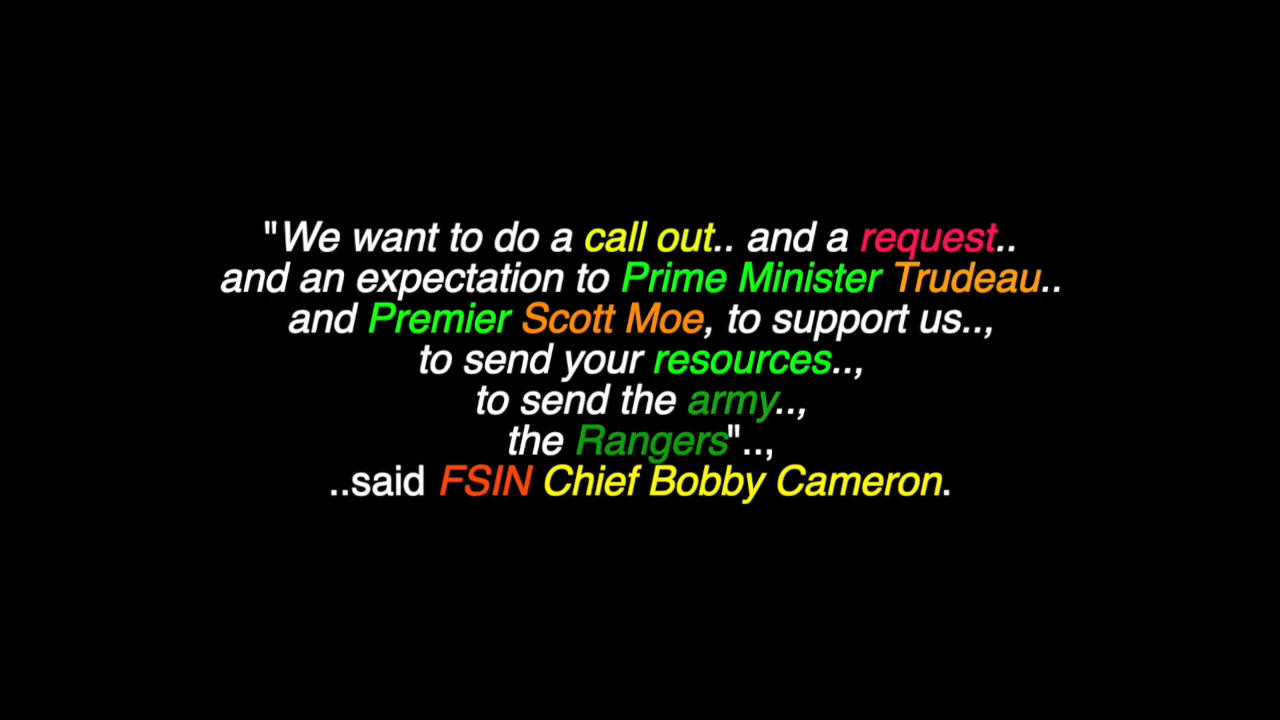 "We want to do a call out.. and a request..
and an expectation to Prime Minister Trudeau..
and Premier Scott Moe, to support us..,
to send your resources..,
to send the army..,
the Rangers"..,
..said FSIN Chief Bobby Cameron.